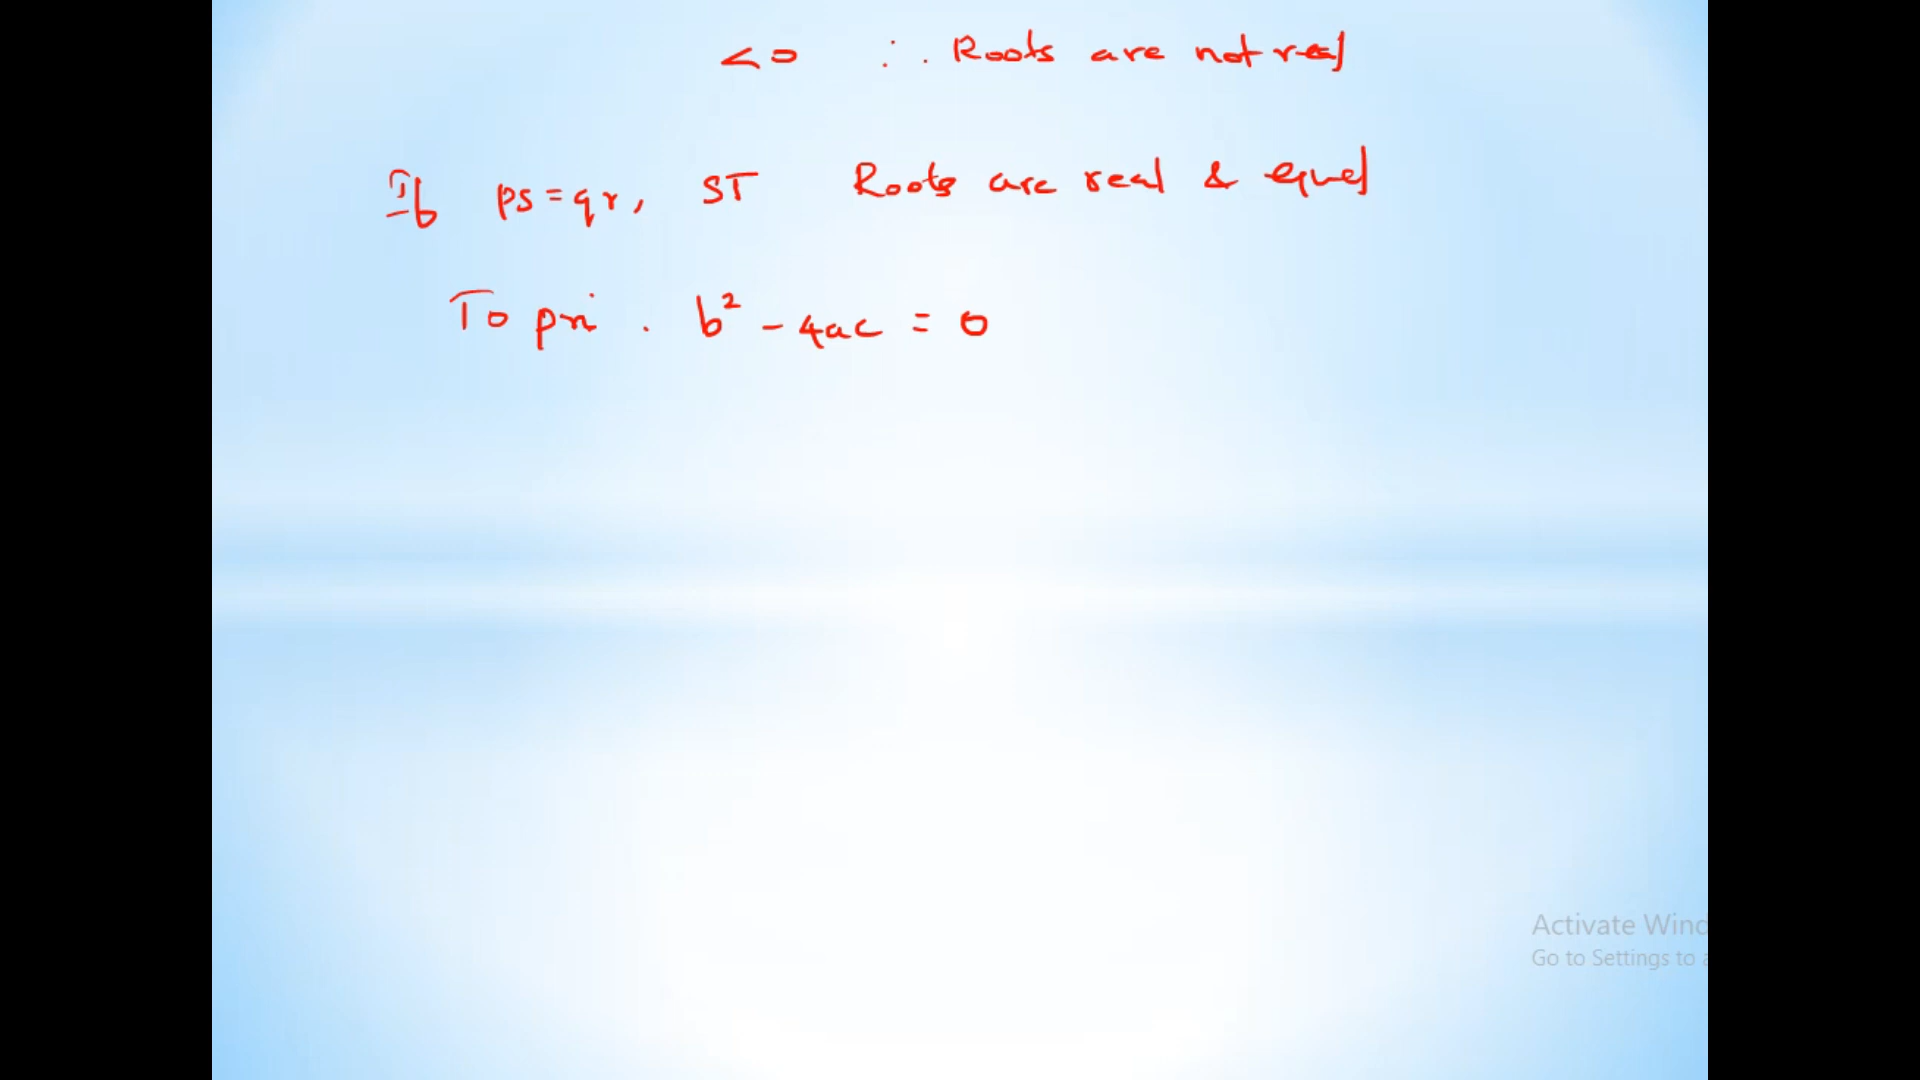 <0 ∴ Roots are not real
If ps = qr, ST Roots are real & equal
To . b² - 4ac = 0
Activate Wind
Go to Settings to a